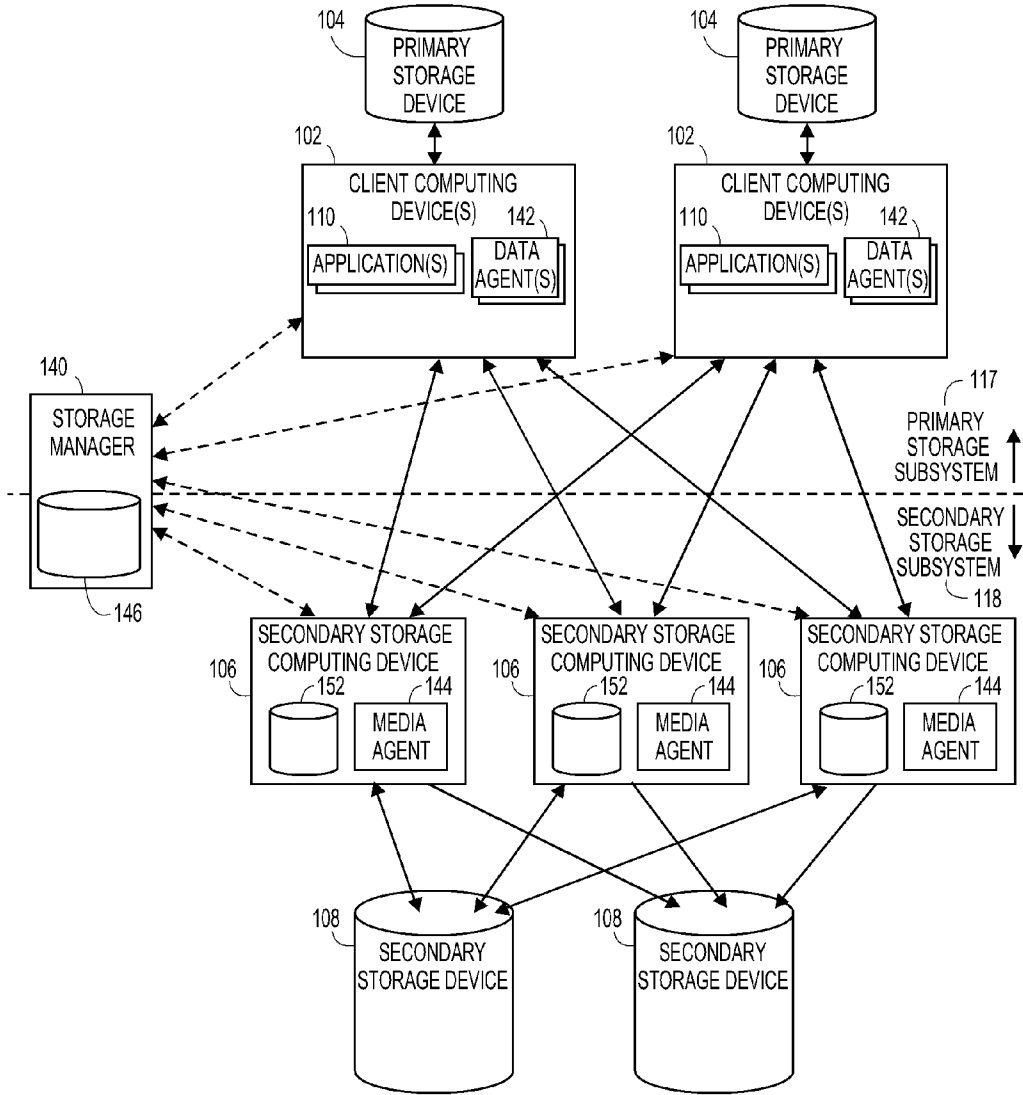 104
PRIMARY
STORAGE
DEVICE
104
PRIMARY
STORAGE
DEVICE
102
CLIENT COMPUTING
DEVICE(S)
110
142
APPLICATION(S)
DATA
AGENT(S)
102
CLIENT COMPUTING
DEVICE(S)
110
142
APPLICATION(S)
DATA
AGENT(S)
140
STORAGE
MANAGER
146
117
PRIMARY
STORAGE
SUBSYSTEM
SECONDARY
STORAGE
SUBSYSTEM
118
SECONDARY STORAGE
COMPUTING DEVICE
106
152
144
MEDIA
AGENT
SECONDARY STORAGE
COMPUTING DEVICE
106
152
144
MEDIA
AGENT
SECONDARY STORAGE
COMPUTING DEVICE
106
152
144
MEDIA
AGENT
108
SECONDARY
STORAGE DEVICE
108
SECONDARY
STORAGE DEVICE